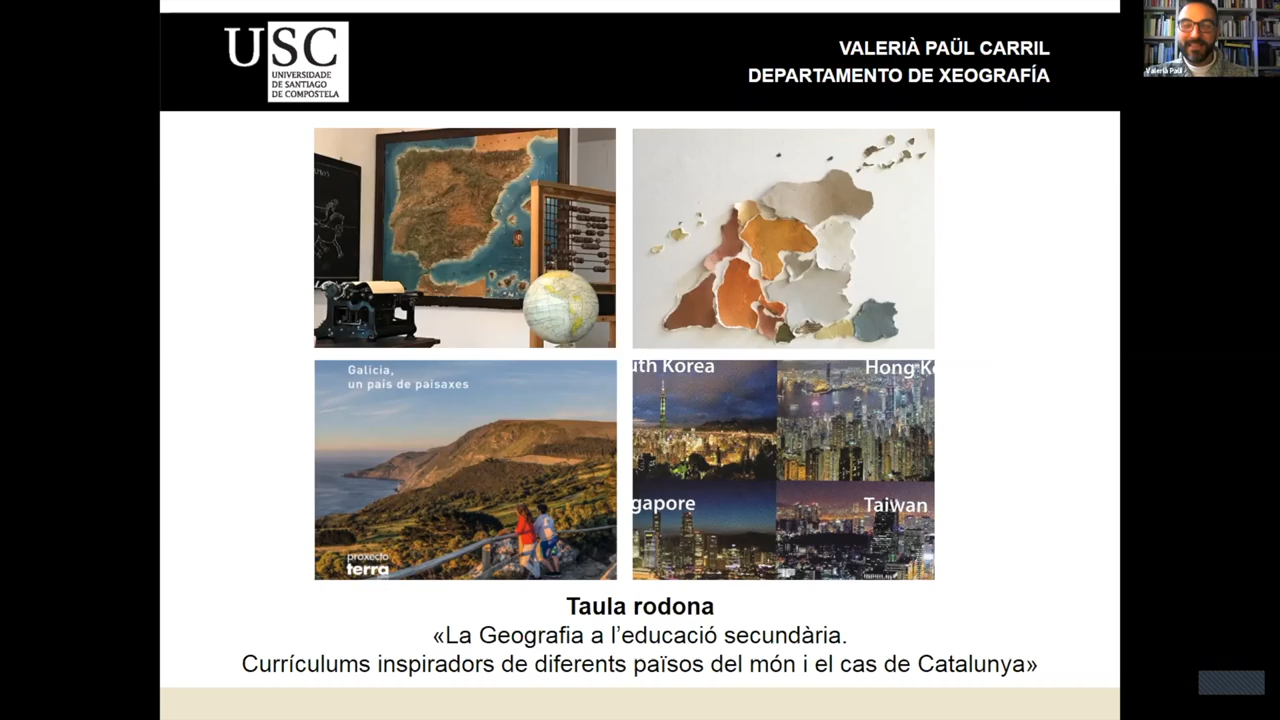 USC
UNIVERSIDADE
DE SANTIAGO
DE COMPOSTELA
VALERIÀ PAÜL CARRIL
DEPARTAMENTO DE XEOGRAFÍA
Valerià Paül
Galicia,
un país de paisaxes
proxecto
terra
uth Korea
Hong K
gapore
Taiwan
Taula rodona
«La Geografia a l’educació secundària.
Currículums inspiradors de diferents països del món i el cas de Catalunya»